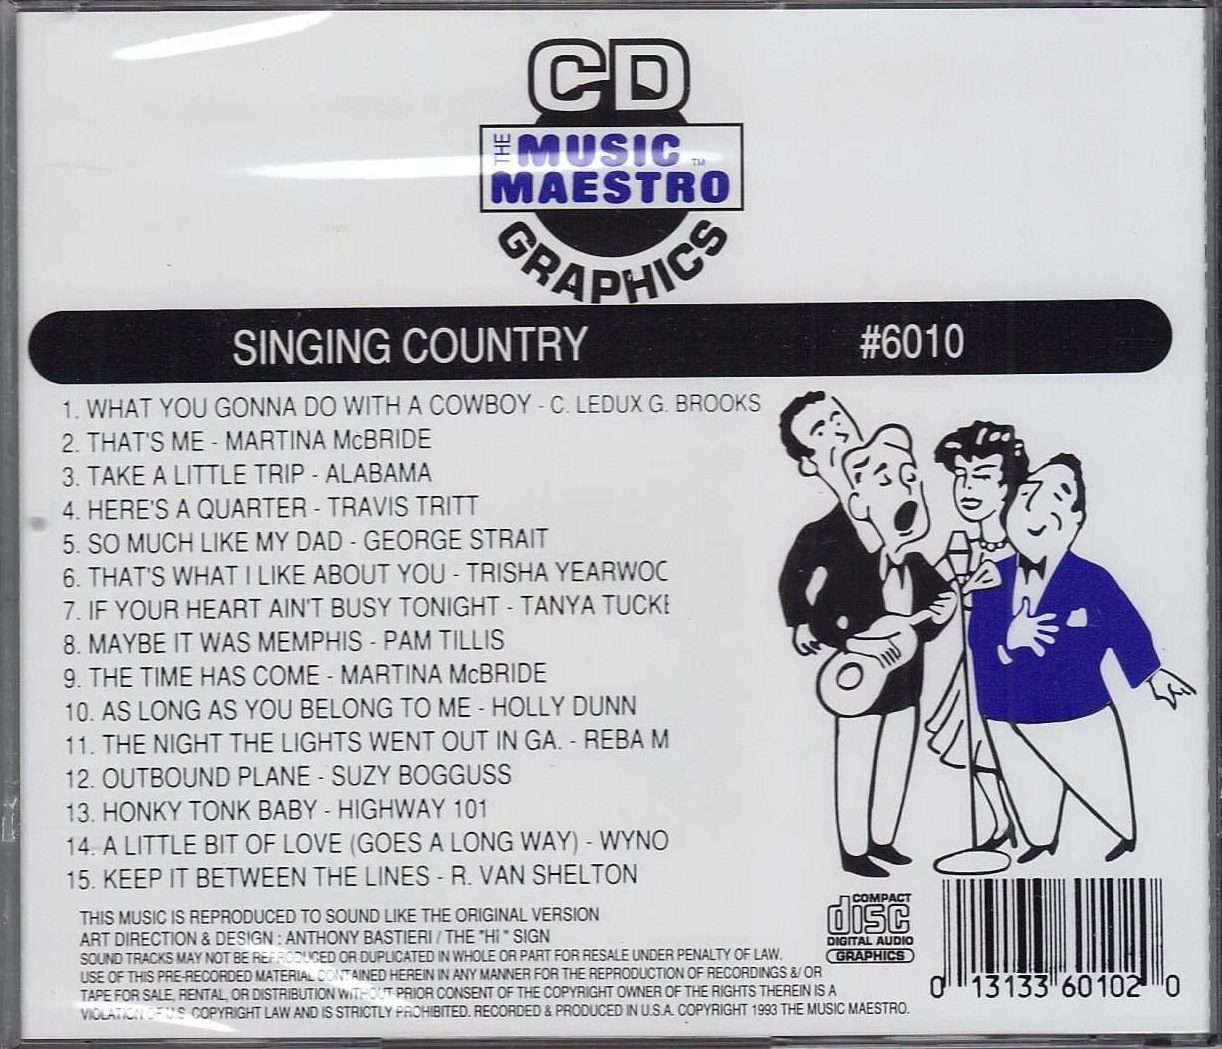 CD
THE MUSIC TM
MAESTRO
GRAPHICS
SINGING COUNTRY #6010
1. WHAT YOU GONNA DO WITH A COWBOY - C. LEDUX G. BROOKS
2. THAT'S ME - MARTINA McBRIDE
3. TAKE A LITTLE TRIP - ALABAMA
4. HERE'S A QUARTER - TRAVIS TRITT
5. SO MUCH LIKE MY DAD - GEORGE STRAIT
6. THAT'S WHAT I LIKE ABOUT YOU - TRISHA YEARWOO
7. IF YOUR HEART AIN'T BUSY TONIGHT - TANYA TUCKE
8. MAYBE IT WAS MEMPHIS - PAM TILLIS
9. THE TIME HAS COME - MARTINA McBRIDE
10. AS LONG AS YOU BELONG TO ME - HOLLY DUNN
11. THE NIGHT THE LIGHTS WENT OUT IN GA. - REBA M
12. OUTBOUND PLANE - SUZY BOGGUSS
13. HONKY TONK BABY - HIGHWAY 101
14. A LITTLE BIT OF LOVE (GOES A LONG WAY) - WYNO
15. KEEP IT BETWEEN THE LINES - R. VAN SHELTON
THIS MUSIC IS REPRODUCED TO SOUND LIKE THE ORIGINAL VERSION
ART DIRECTION & DESIGN : ANTHONY BASTIERI / THE "Hi " SIGN
SOUND TRACKS MAY NOT BE REPRODUCED OR DUPLICATED IN WHOLE OR PART FOR RESALE UNDER PENALTY OF LAW.
USE OF THIS PRE-RECORDED MATERIAL CONTAINED HEREIN IN ANY MANNER FOR THE REPRODUCTION OF RECORDINGS &/ OR
TAPE FOR SALE, RENTAL, OR DISTRIBUTION WITHOUT PRIOR CONSENT OF THE COPYRIGHT OWNER OF THE RIGHTS THEREIN IS A
VIOLATION OF U.S. COPYRIGHT LAW AND IS STRICTLY PROHIBITED. RECORDED & PRODUCED IN U.S.A. COPYRIGHT 1993 THE MUSIC MAESTRO.
COMPACT
disc
DIGITAL AUDIO
GRAPHICS
0 13133 60102 0